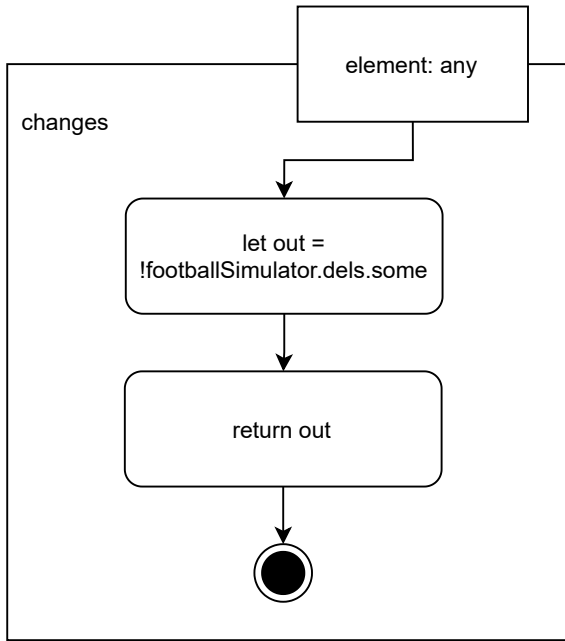 element: any
changes
let out =
!footballSimulator.dels.some
return out